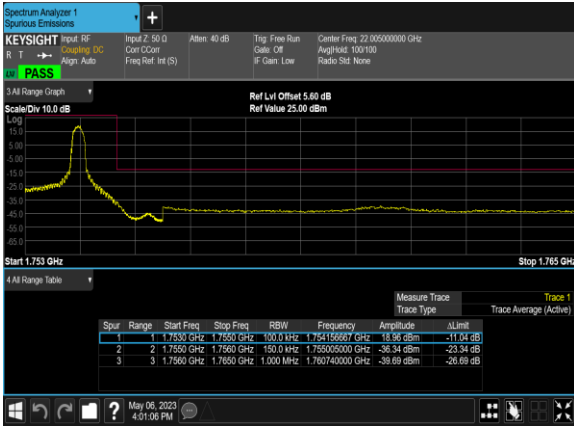 Spectrum Analyzer 1
Spurious Emissions
+
KEYSIGHT Input: RF Input Z: 50 Ω Atten: 40 dB Trig: Free Run Center Freq: 22.005000000 GHz
R T Coupling: DC Corr CCorr Gate: Off Avg|Hold: 100/100
Align: Auto Freq Ref: Int (S) IF Gain: Low Radio Std: None
PASS
3 All Range Graph
Ref Lvl Offset 5.60 dB
Scale/Div 10.0 dB Ref Value 25.00 dBm
Log
15.0
5.00
-5.00
-15.0
-25.0
-35.0
-45.0
-55.0
-65.0
Start 1.753 GHz Stop 1.765 GHz
4 All Range Table
Measure Trace Trace 1
Trace Type Trace Average (Active)
Spur Range Start Freq Stop Freq RBW Frequency Amplitude ΔLimit
1 1 1.7530 GHz 1.7550 GHz 100.0 kHz 1.754156667 GHz 18.96 dBm -11.04 dB
2 2 1.7550 GHz 1.7560 GHz 150.0 kHz 1.755005000 GHz -36.34 dBm -23.34 dB
3 3 1.7560 GHz 1.7650 GHz 1.000 MHz 1.760740000 GHz -39.69 dBm -26.69 dB
? May 06, 2023
4:01:06 PM